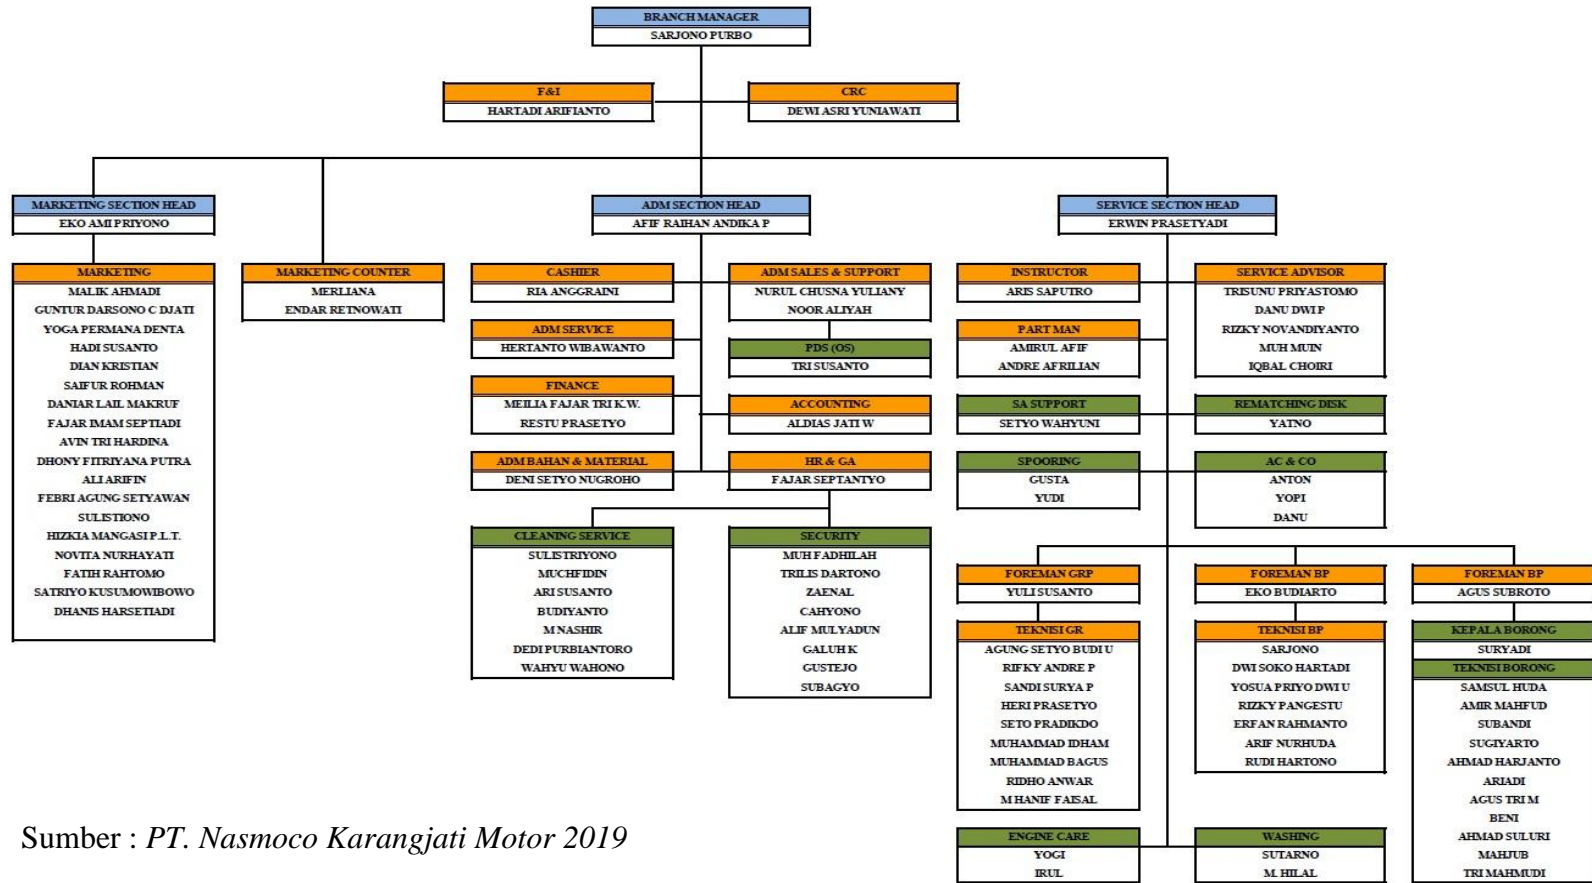 BRANCH MANAGER
SARJONO PURBO
F&I
HARTADI ARIFIANTO
CRC
DEWI ASRI YUNIAWATI
MARKETING SECTION HEAD
EKO AMI PRIYONO
ADM SECTION HEAD
AFIF RAIHAN ANDIKA P
SERVICE SECTION HEAD
ERWIN PRASETYADI
MARKETING
MALIK AHMADI
GUNTUR DARSONO C DJATI
YOGA PERMANA DENTA
HADI SUSANTO
DIAN KRISTIAN
SAIFUR ROHMAN
DANIAR LAIL MAKRUF
FAJAR IMAM SEPTIADI
AVIN TRI HARDINA
DHONY FITRIYANA PUTRA
ALI ARIFIN
FEBRI AGUNG SETYAWAN
SULISTIONO
HIZKIA MANGASI P.L.T.
NOVITA NURHAYATI
FATIH RAHTOMO
SATRIYO KUSUMOWIBOWO
DHANIS HARSETIADI
MARKETING COUNTER
MERLIANA
ENDAR RETNOWATI
CASHIER
RIA ANGGRAINI
ADM SERVICE
HERTANTO WIBAWANTO
FINANCE
MEILIA FAJAR TRI K.W.
RESTU PRASETYO
ADM BAHAN & MATERIAL
DENI SETYO NUGROHO
ADM SALES & SUPPORT
NURUL CHUSNA YULIANY
NOOR ALIYAH
PDS (OS)
TRI SUSANTO
ACCOUNTING
ALDIAS JATI W
HR & GA
FAJAR SEPTANTYO
CLEANING SERVICE
SULISTRIYONO
MUCHFIDIN
ARI SUSANTO
BUDIYANTO
M NASHIR
DEDI PURBIANTORO
WAHYU WAHONO
SECURITY
MUH FADHILAH
TRILIS DARTONO
ZAENAL
CAHYONO
ALIF MULYADUN
GALUH K
GUSTEJO
SUBAGYO
INSTRUCTOR
ARIS SAPUTRO
PART MAN
AMIRUL AFIF
ANDRE AFRILIAN
SA SUPPORT
SETYO WAHYUNI
SPOORING
GUSTA
YUDI
SERVICE ADVISOR
TRISUNU PRIYASTOMO
DANU DWI P
RIZKY NOVANDIYANTO
MUH MUIN
IQBAL CHOIRI
REMATCHING DISK
YATNO
AC & CO
ANTON
YOPI
DANU
FOREMAN GRP
YULI SUSANTO
TEKNISI GR
AGUNG SETYO BUDI U
RIFKY ANDRE P
SANDI SURYA P
HERI PRASETYO
SETO PRADIKDO
MUHAMMAD IDHAM
MUHAMMAD BAGUS
RIDHO ANWAR
M HANIF FAISAL
FOREMAN BP
EKO BUDIARTO
TEKNISI BP
SARJONO
DWI SOKO HARTADI
YOSUA PRIYO DWI U
RIZKY PANGESTU
ERFAN RAHMANTO
ARIF NURHUDA
RUDI HARTONO
FOREMAN BP
AGUS SUBROTO
KEPALA BORONG
SURYADI
TEKNISI BORONG
SAMSUL HUDA
AMIR MAHFUD
SUBANDI
SUGIYARTO
AHMAD HARJANTO
ARIADI
AGUS TRI M
BENI
AHMAD SULURI
MAHJUB
TRI MAHMUDI
ENGINE CARE
YOGI
IRUL
WASHING
SUTARNO
M. HILAL
Sumber : PT. Nasmoco Karangjati Motor 2019